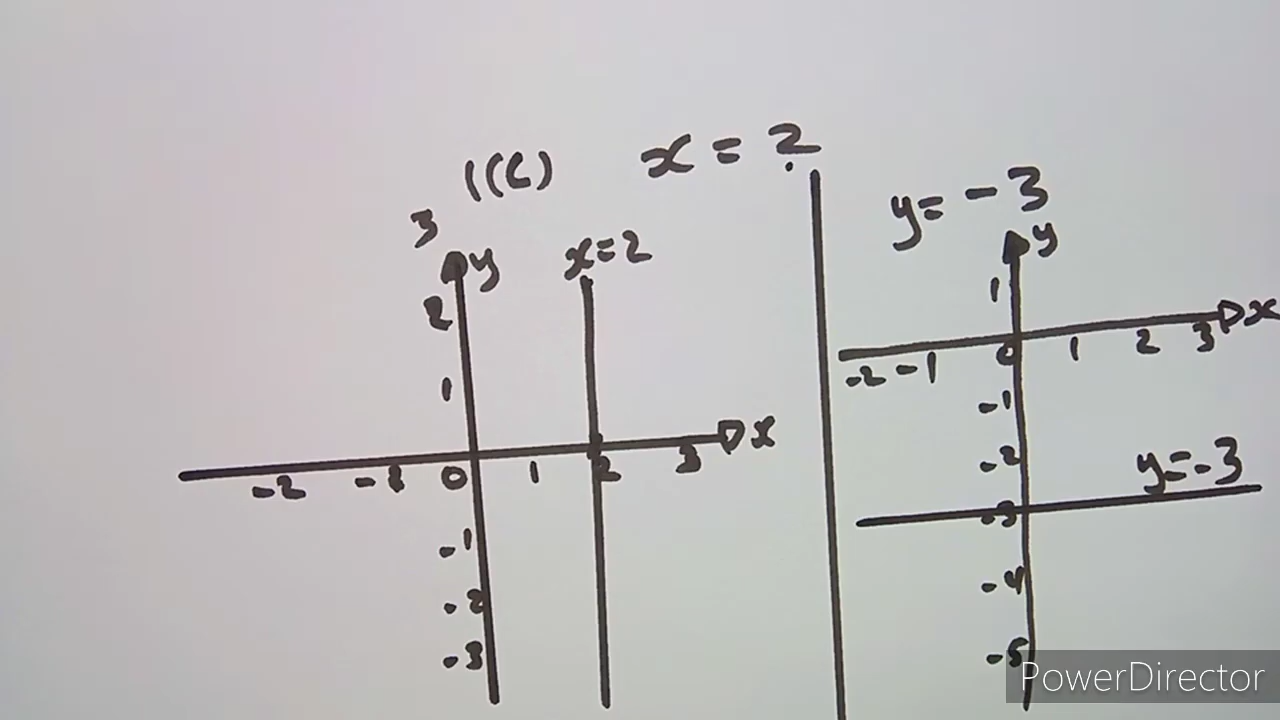 1(c) x = 2
3
y x=2
2
1
x
-2 -1 0 1 2 3
-1
-2
-3
y= -3
y
1
x
-2 -1 0 1 2 3
-1
-2
y=-3
-3
-4
-5
PowerDirector